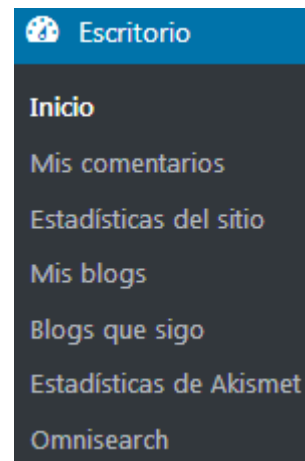 Escritorio
Inicio
Mis comentarios
Estadísticas del sitio
Mis blogs
Blogs que sigo
Estadísticas de Akismet
Omnisearch